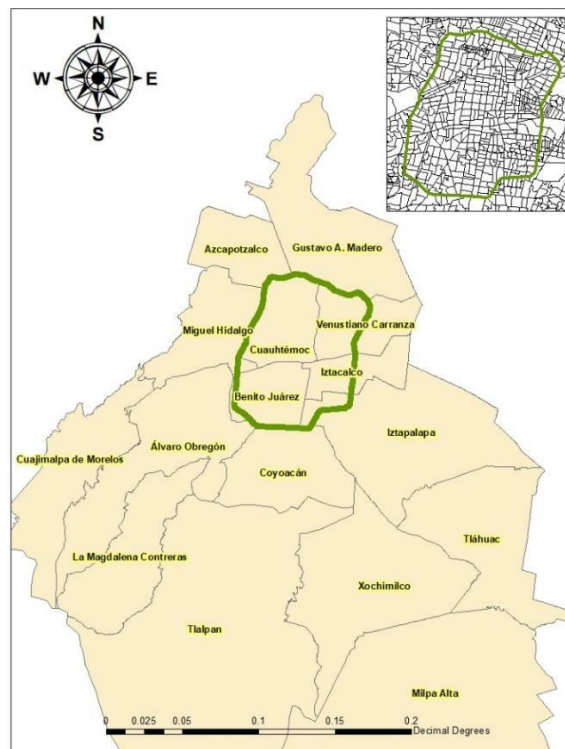 N
W E
S
Azcapotzalco
Gustavo A. Madero
Miguel Hidalgo
Venustiano Carranza
Cuauhtémoc
Iztacalco
Benito Juárez
Iztapalapa
Cuajimalpa de Morelos
Álvaro Obregón
Coyoacán
Tláhuac
La Magdalena Contreras
Xochimilco
Tlalpan
Milpa Alta
0 0.025 0.05 0.1 0.15 0.2
Decimal Degrees